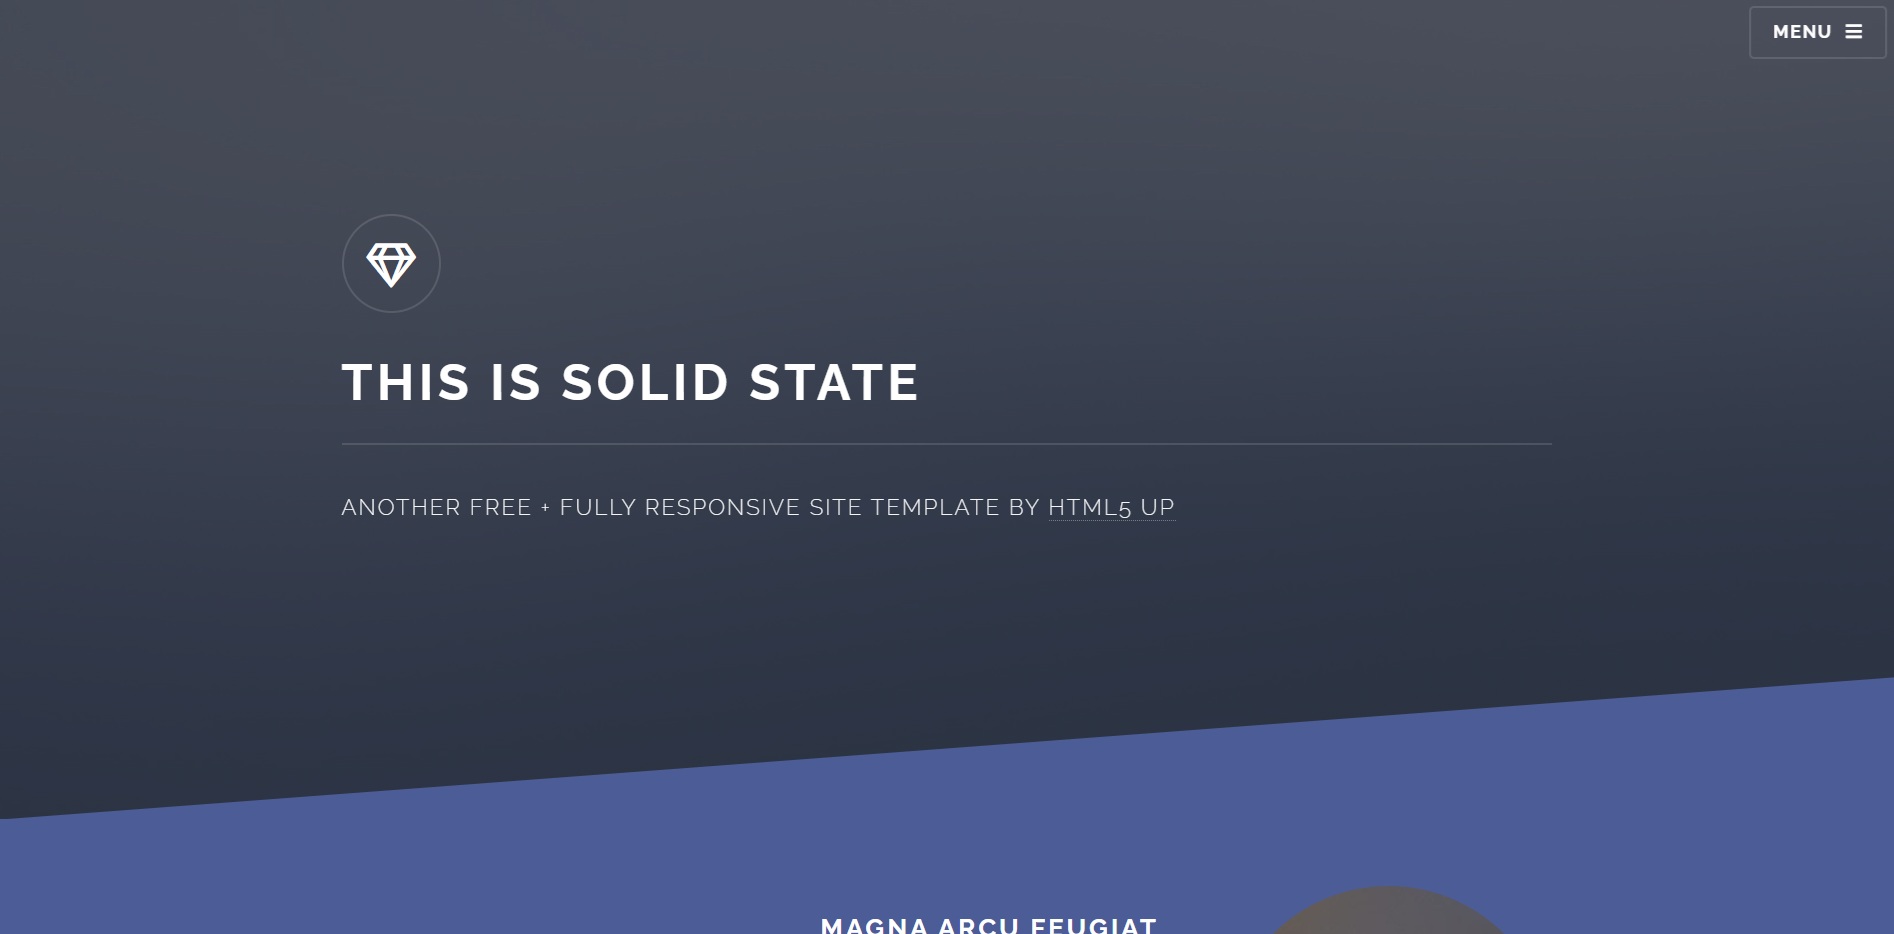 MENU
THIS IS SOLID STATE
ANOTHER FREE + FULLY RESPONSIVE SITE TEMPLATE BY HTML5 UP
MAGNA ARCU FEUGIAT